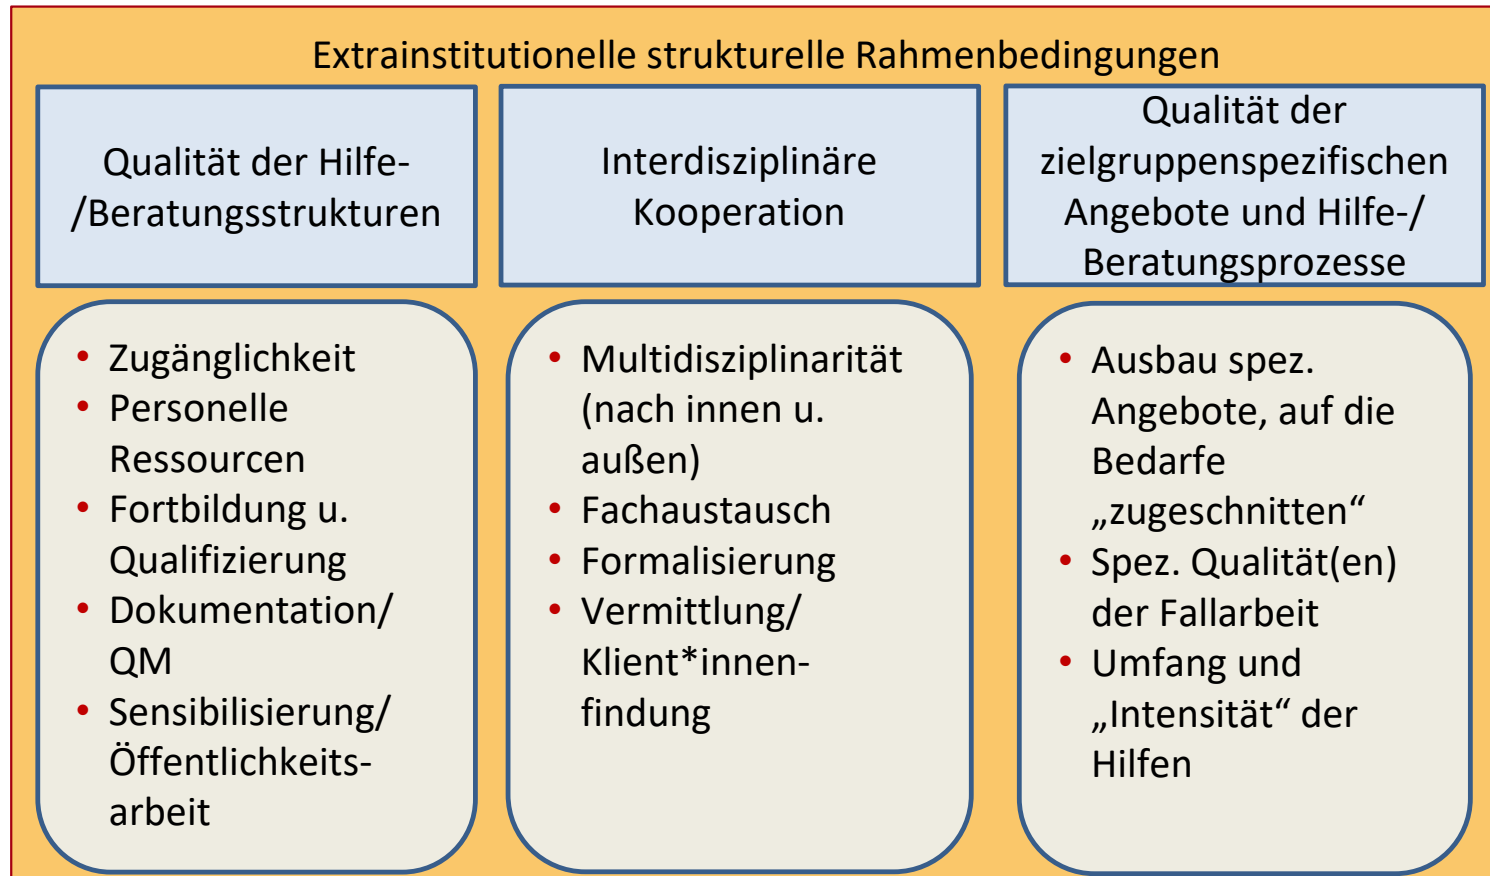 Extrainstitutionelle strukturelle Rahmenbedingungen
Qualität der Hilfe-
/Beratungsstrukturen
Interdisziplinäre
Kooperation
Qualität der
zielgruppenspezifischen
Angebote und Hilfe-/
Beratungsprozesse
• Zugänglichkeit
• Personelle
Ressourcen
• Fortbildung u.
Qualifizierung
• Dokumentation/
QM
• Sensibilisierung/
Öffentlichkeits-
arbeit
• Multidisziplinarität
(nach innen u.
außen)
• Fachaustausch
• Formalisierung
• Vermittlung/
Klient*innen-
findung
• Ausbau spez.
Angebote, auf die
Bedarfe
„zugeschnitten“
• Spez. Qualität(en)
der Fallarbeit
• Umfang und
„Intensität“ der
Hilfen